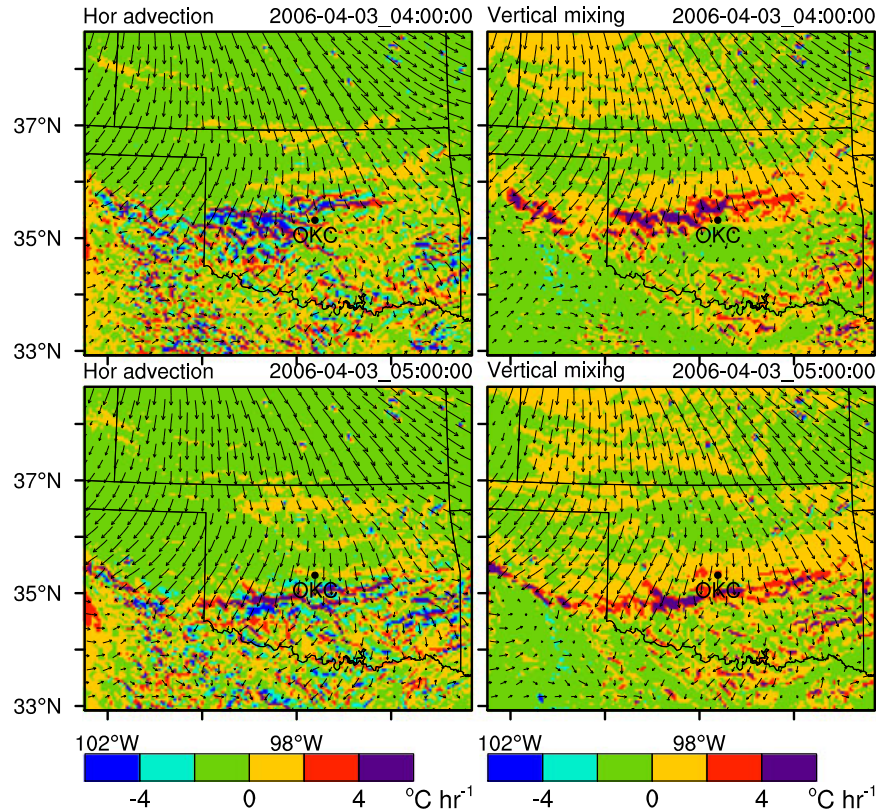 Hor advection 2006-04-03_04:00:00 Vertical mixing 2006-04-03_04:00:00
37°N
35°N
OKC OKC
33°N
Hor advection 2006-04-03_05:00:00 Vertical mixing 2006-04-03_05:00:00
37°N
35°N
OKC OKC
33°N
102°W 98°W 102°W 98°W
-4 0 4 °C hr⁻¹ -4 0 4 °C hr⁻¹